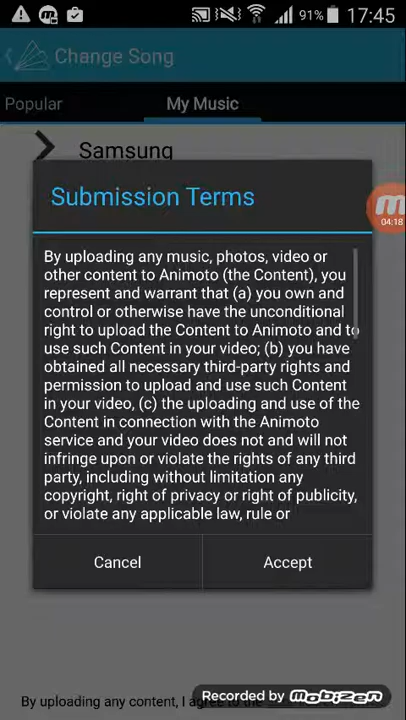 91% 17:45
Change Song
Popular My Music
Samsung
Submission Terms
04:18
By uploading any music, photos, video or
other content to Animoto (the Content), you
represent and warrant that (a) you own and
control or otherwise have the unconditional
right to upload the Content to Animoto and to
use such Content in your video; (b) you have
obtained all necessary third-party rights and
permission to upload and use such Content
in your video, (c) the uploading and use of the
Content in connection with the Animoto
service and your video does not and will not
infringe upon or violate the rights of any third
party, including without limitation any
copyright, right of privacy or right of publicity,
or violate any applicable law, rule or
Cancel Accept
By uploading any content, I agree to the
Recorded by Mobizen